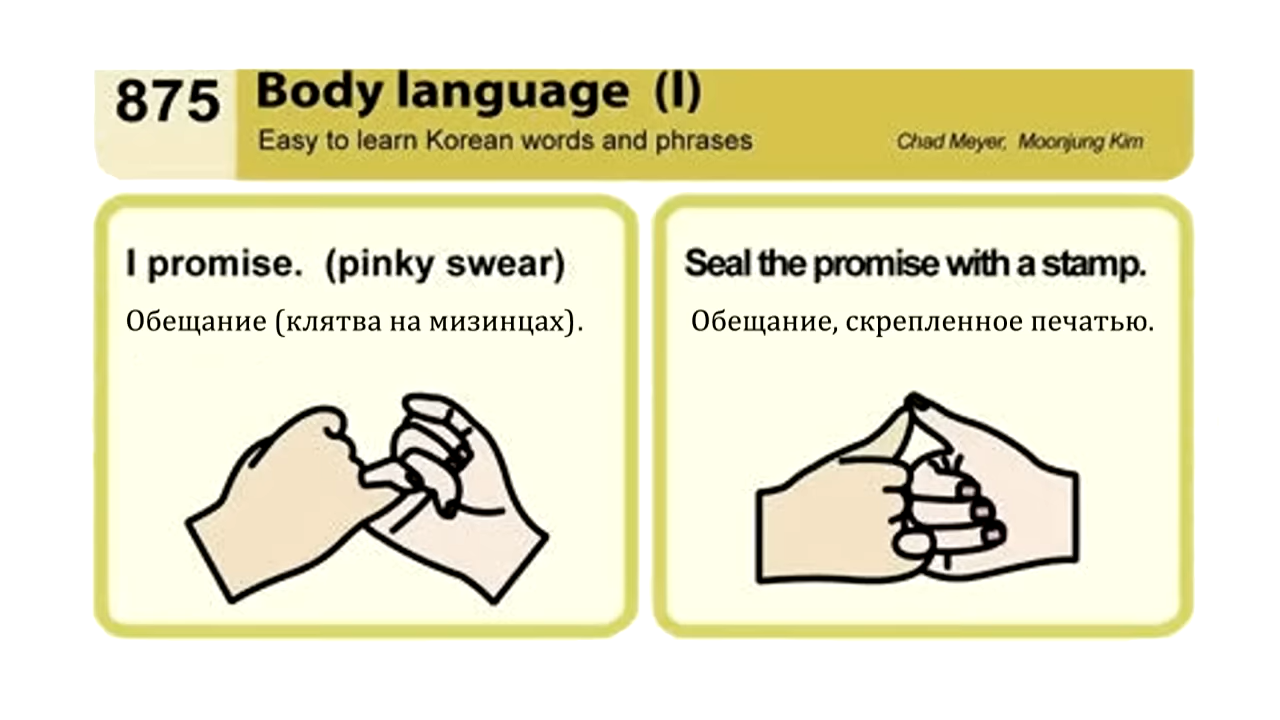 875
Body language (I)
Easy to learn Korean words and phrases
Chad Meyer, Moonjung Kim
I promise. (pinky swear)
Обещание (клятва на мизинцах).
Seal the promise with a stamp.
Обещание, скрепленное печатью.